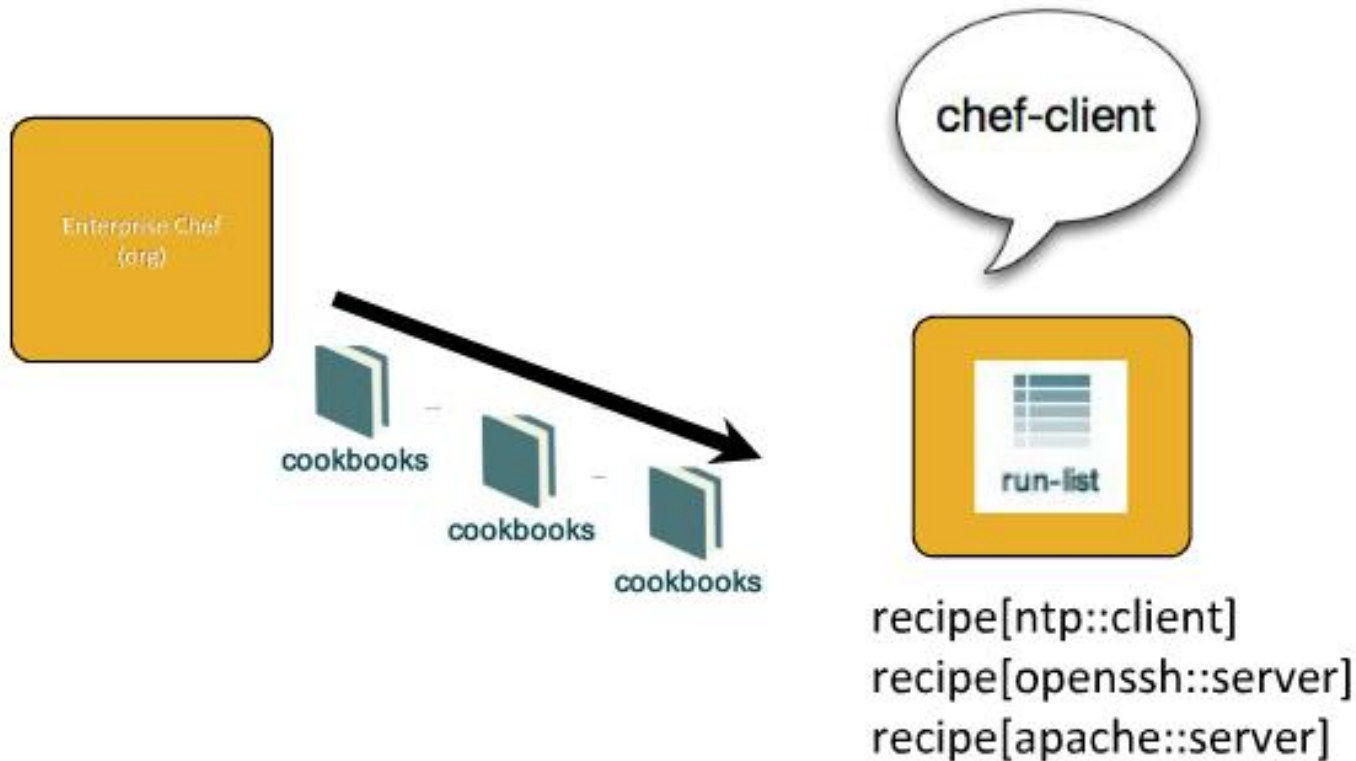 chef-client
Enterprise Chef
(org)
cookbooks
cookbooks
cookbooks
run-list
recipe[ntp::client]
recipe[openssh::server]
recipe[apache::server]